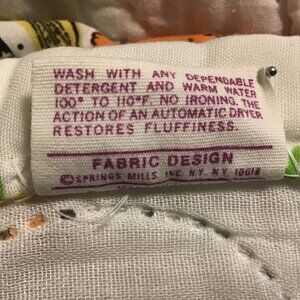 WASH WITH ANY DEPENDABLE
DETERGENT AND WARM WATER
100° TO 110°F. NO IRONING. THE
ACTION OF AN AUTOMATIC DRYER
RESTORES FLUFFINESS.
FABRIC DESIGN
©SPRINGS MILLS, INC. N.Y. N.Y. 10018